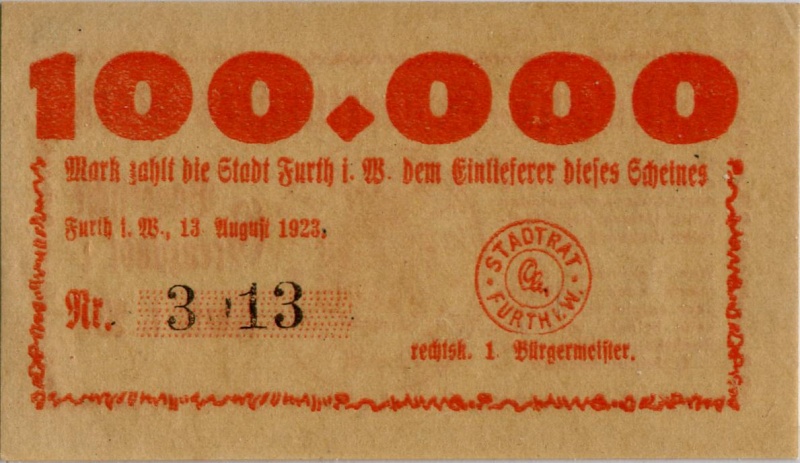 100.000
Mark zahlt die Stadt Furth i. W. dem Einlieferer dieses Scheines
Furth i. W., 13 August 1923.
STADTRAT
FURTH i. W.
Nr. 3 13
rechtsk. 1 Bürgermeister.